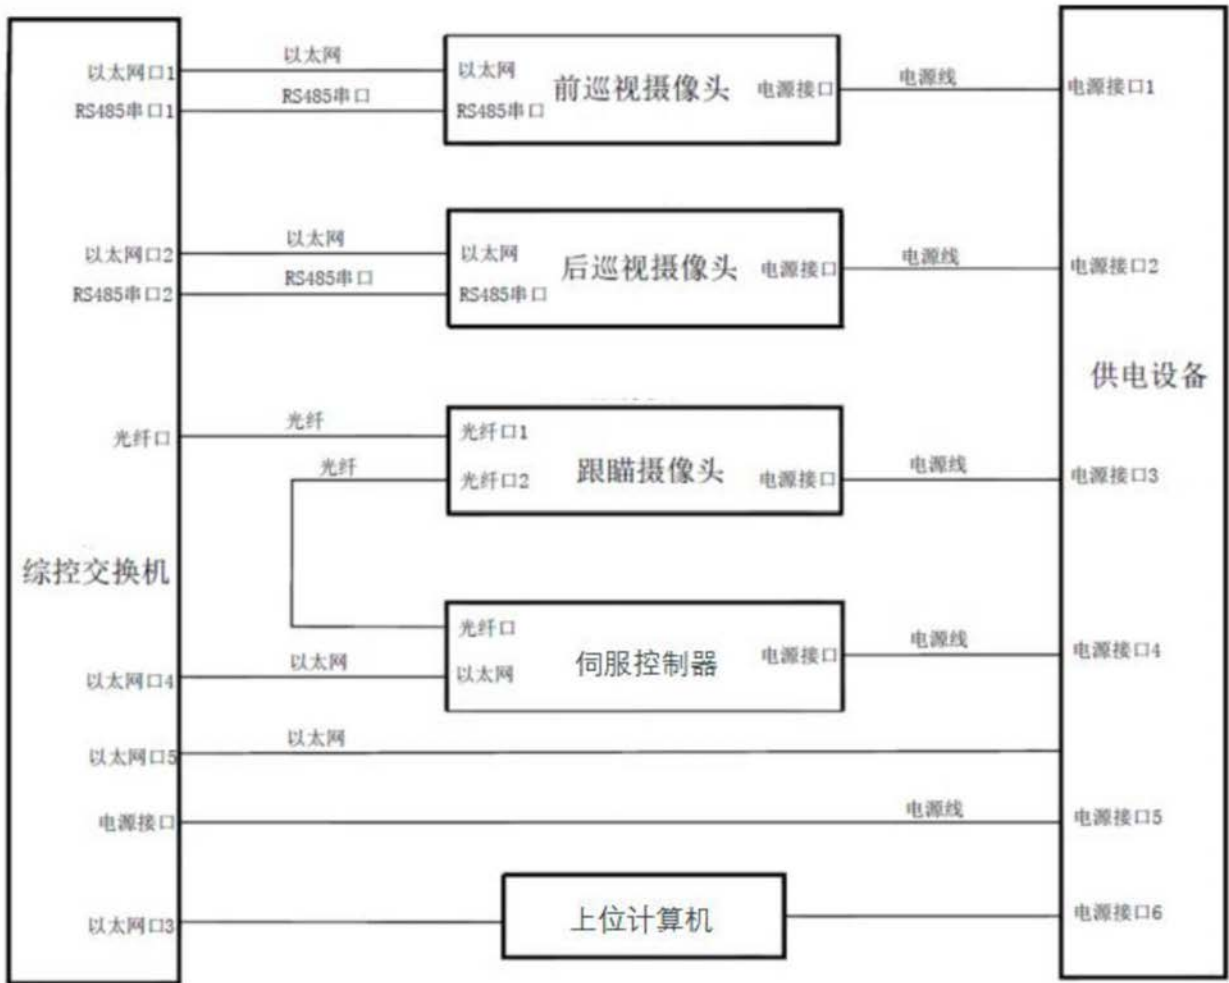 以太网口1
以太网
以太网
前巡视摄像头
电源接口
电源线
电源接口1
RS485串口1
RS485串口
RS485串口
以太网口2
以太网
以太网
后巡视摄像头
电源接口
电源线
电源接口2
RS485串口2
RS485串口
RS485串口
供电设备
光纤口
光纤
光纤口1
跟瞄摄像头
电源接口
电源线
电源接口3
光纤
光纤口2
综控交换机
光纤口
伺服控制器
电源接口
电源线
电源接口4
以太网口4
以太网
以太网
以太网口5
以太网
电源接口
电源线
电源接口5
以太网口3
上位计算机
电源接口6